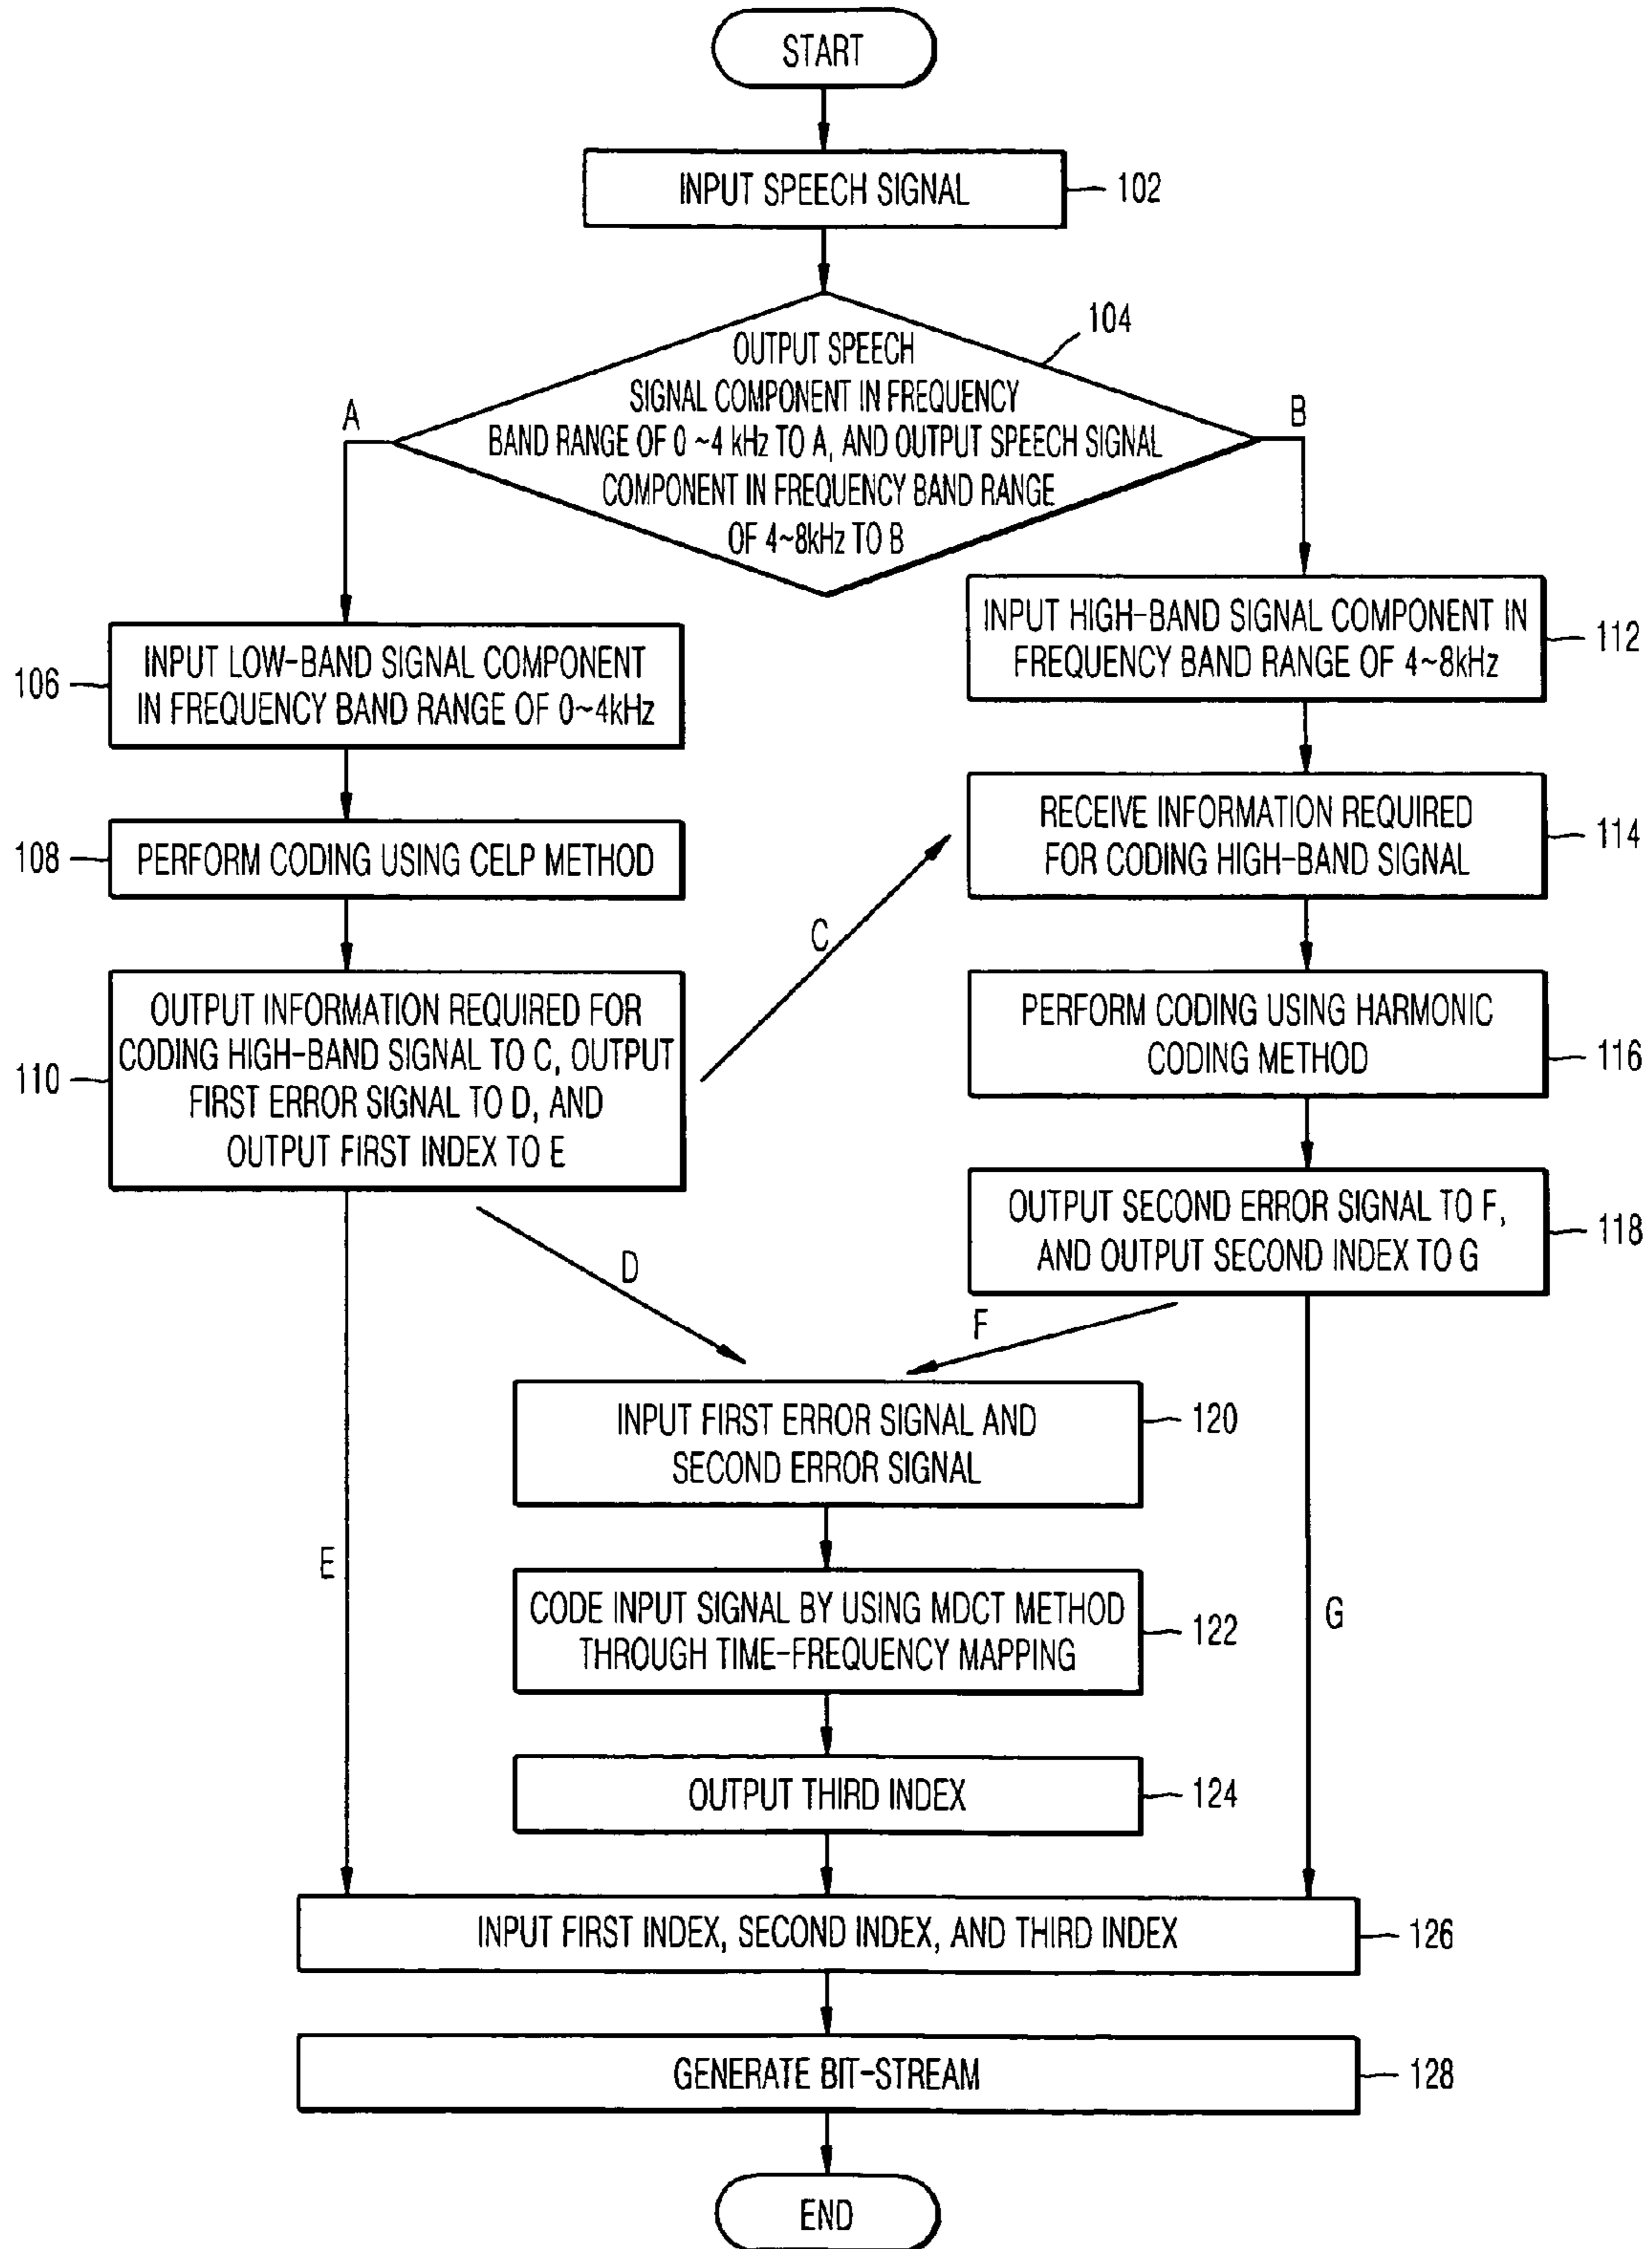 START
INPUT SPEECH SIGNAL
102
104
OUTPUT SPEECH
SIGNAL COMPONENT IN FREQUENCY
BAND RANGE OF 0 ~4 kHz TO A, AND OUTPUT SPEECH SIGNAL
COMPONENT IN FREQUENCY BAND RANGE
OF 4~8kHz TO B
A
B
106
INPUT LOW-BAND SIGNAL COMPONENT
IN FREQUENCY BAND RANGE OF 0~4kHz
INPUT HIGH-BAND SIGNAL COMPONENT IN
FREQUENCY BAND RANGE OF 4~8kHz
112
108
PERFORM CODING USING CELP METHOD
RECEIVE INFORMATION REQUIRED
FOR CODING HIGH-BAND SIGNAL
114
C
110
OUTPUT INFORMATION REQUIRED FOR
CODING HIGH-BAND SIGNAL TO C, OUTPUT
FIRST ERROR SIGNAL TO D, AND
OUTPUT FIRST INDEX TO E
PERFORM CODING USING HARMONIC
CODING METHOD
116
OUTPUT SECOND ERROR SIGNAL TO F,
AND OUTPUT SECOND INDEX TO G
118
D
F
INPUT FIRST ERROR SIGNAL AND
SECOND ERROR SIGNAL
120
E
G
CODE INPUT SIGNAL BY USING MDCT METHOD
THROUGH TIME-FREQUENCY MAPPING
122
OUTPUT THIRD INDEX
124
INPUT FIRST INDEX, SECOND INDEX, AND THIRD INDEX
126
GENERATE BIT-STREAM
128
END